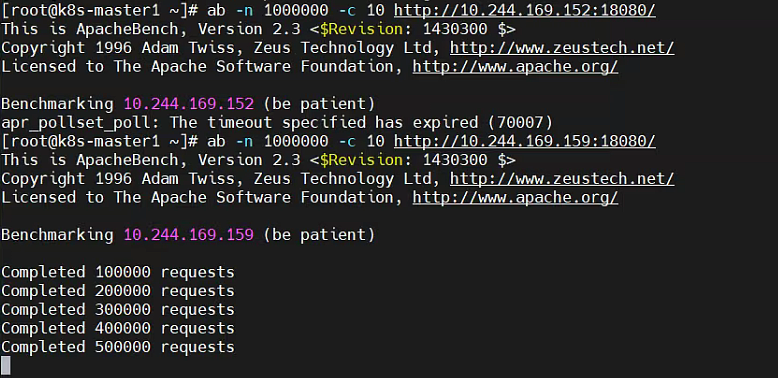 [root@k8s-master1 ~]# ab -n 1000000 -c 10 http://10.244.169.152:18080/
This is ApacheBench, Version 2.3 <$Revision: 1430300 $>
Copyright 1996 Adam Twiss, Zeus Technology Ltd, http://www.zeustech.net/
Licensed to The Apache Software Foundation, http://www.apache.org/
Benchmarking 10.244.169.152 (be patient)
apr_pollset_poll: The timeout specified has expired (70007)
[root@k8s-master1 ~]# ab -n 1000000 -c 10 http://10.244.169.159:18080/
This is ApacheBench, Version 2.3 <$Revision: 1430300 $>
Copyright 1996 Adam Twiss, Zeus Technology Ltd, http://www.zeustech.net/
Licensed to The Apache Software Foundation, http://www.apache.org/
Benchmarking 10.244.169.159 (be patient)
Completed 100000 requests
Completed 200000 requests
Completed 300000 requests
Completed 400000 requests
Completed 500000 requests